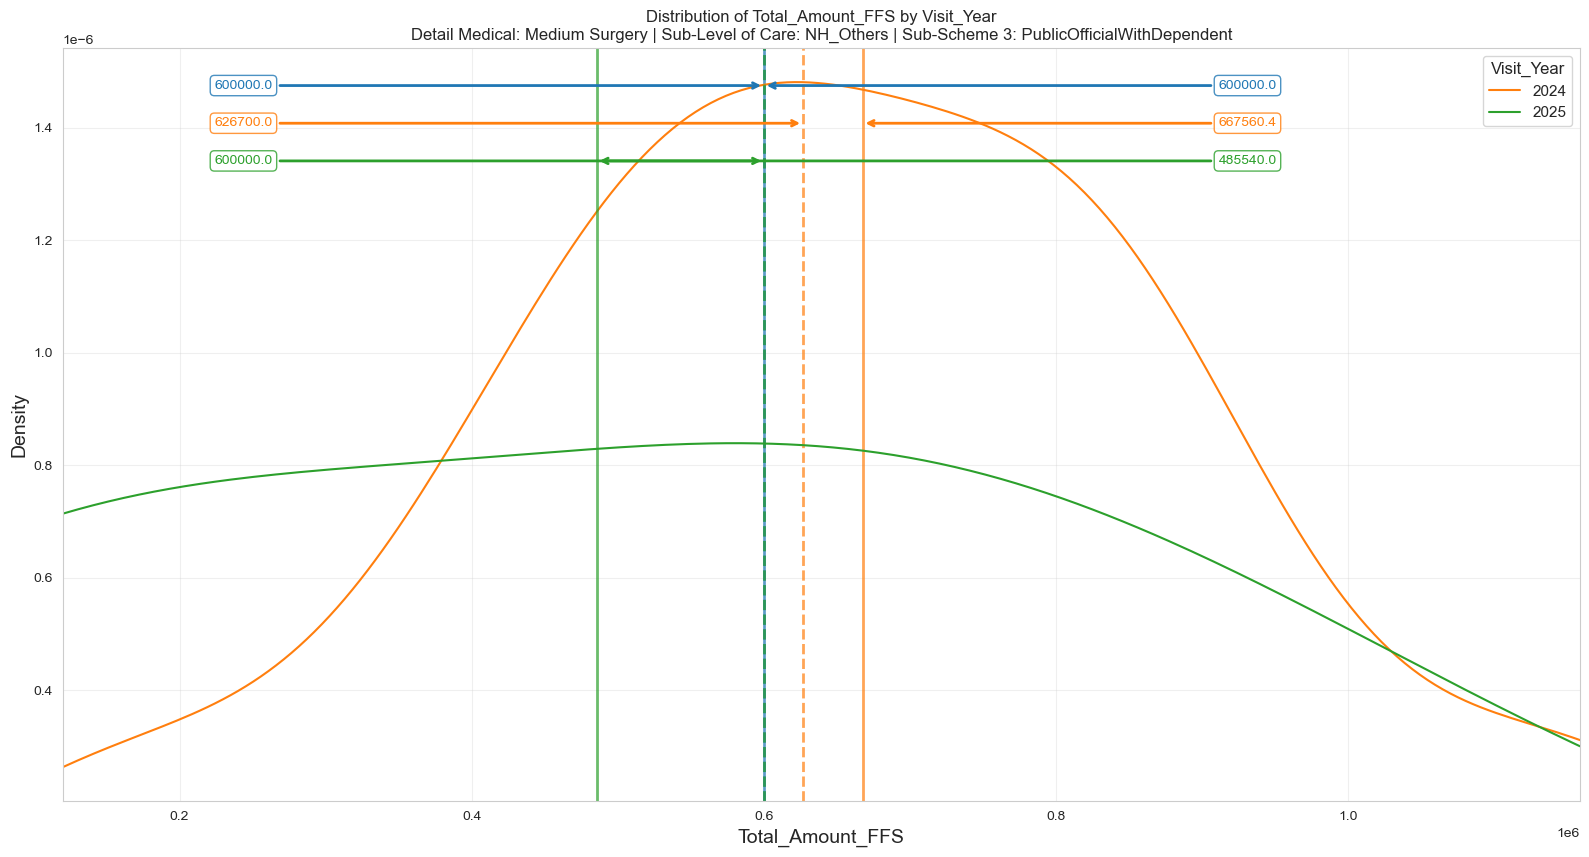 Distribution of Total_Amount_FFS by Visit_Year
Detail Medical: Medium Surgery | Sub-Level of Care: NH_Others | Sub-Scheme 3: PublicOfficialWithDependent
1e−6
Visit_Year
2024
2025
600000.0
600000.0
626700.0
667560.4
600000.0
485540.0
1.4
1.2
1.0
0.8
0.6
0.4
Density
0.2
0.4
0.6
0.8
1.0
1e6
Total_Amount_FFS